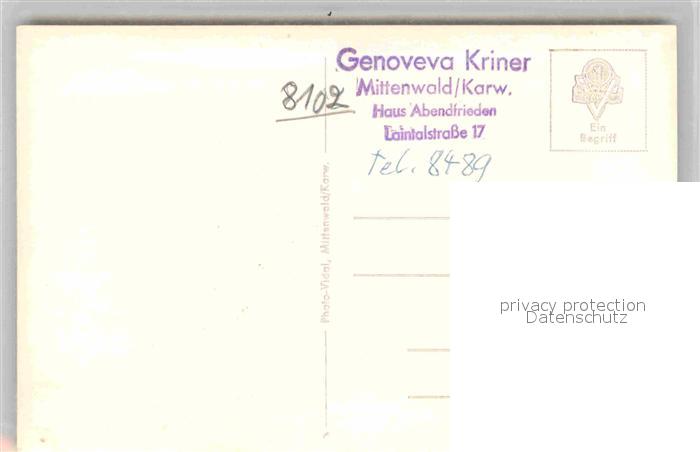 Genoveva Kriner
Mittenwald/Karw.
Haus Abendfrieden
Laintalstraße 17
Tel. 8489
8102
Ein
Begriff
Photo-Vidal, Mittenwald/Karw.
privacy protection
Datenschutz